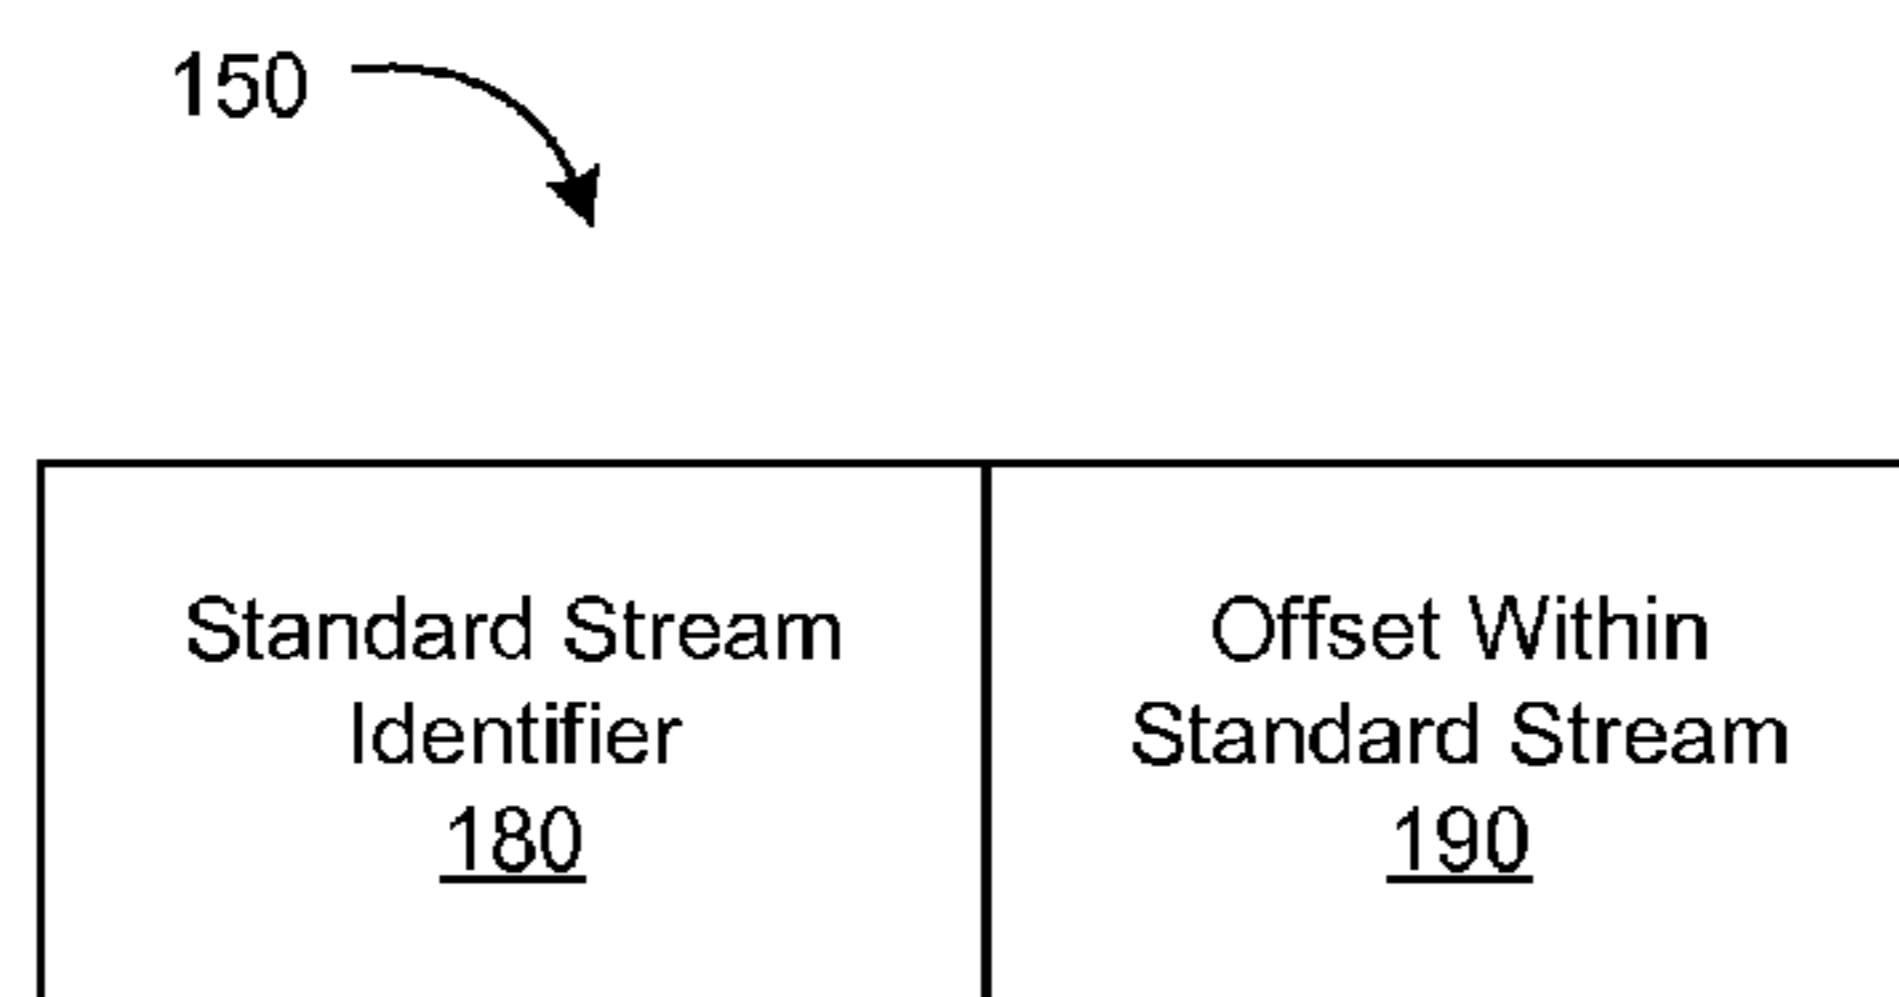 150
Standard Stream
Identifier
180
Offset Within
Standard Stream
190